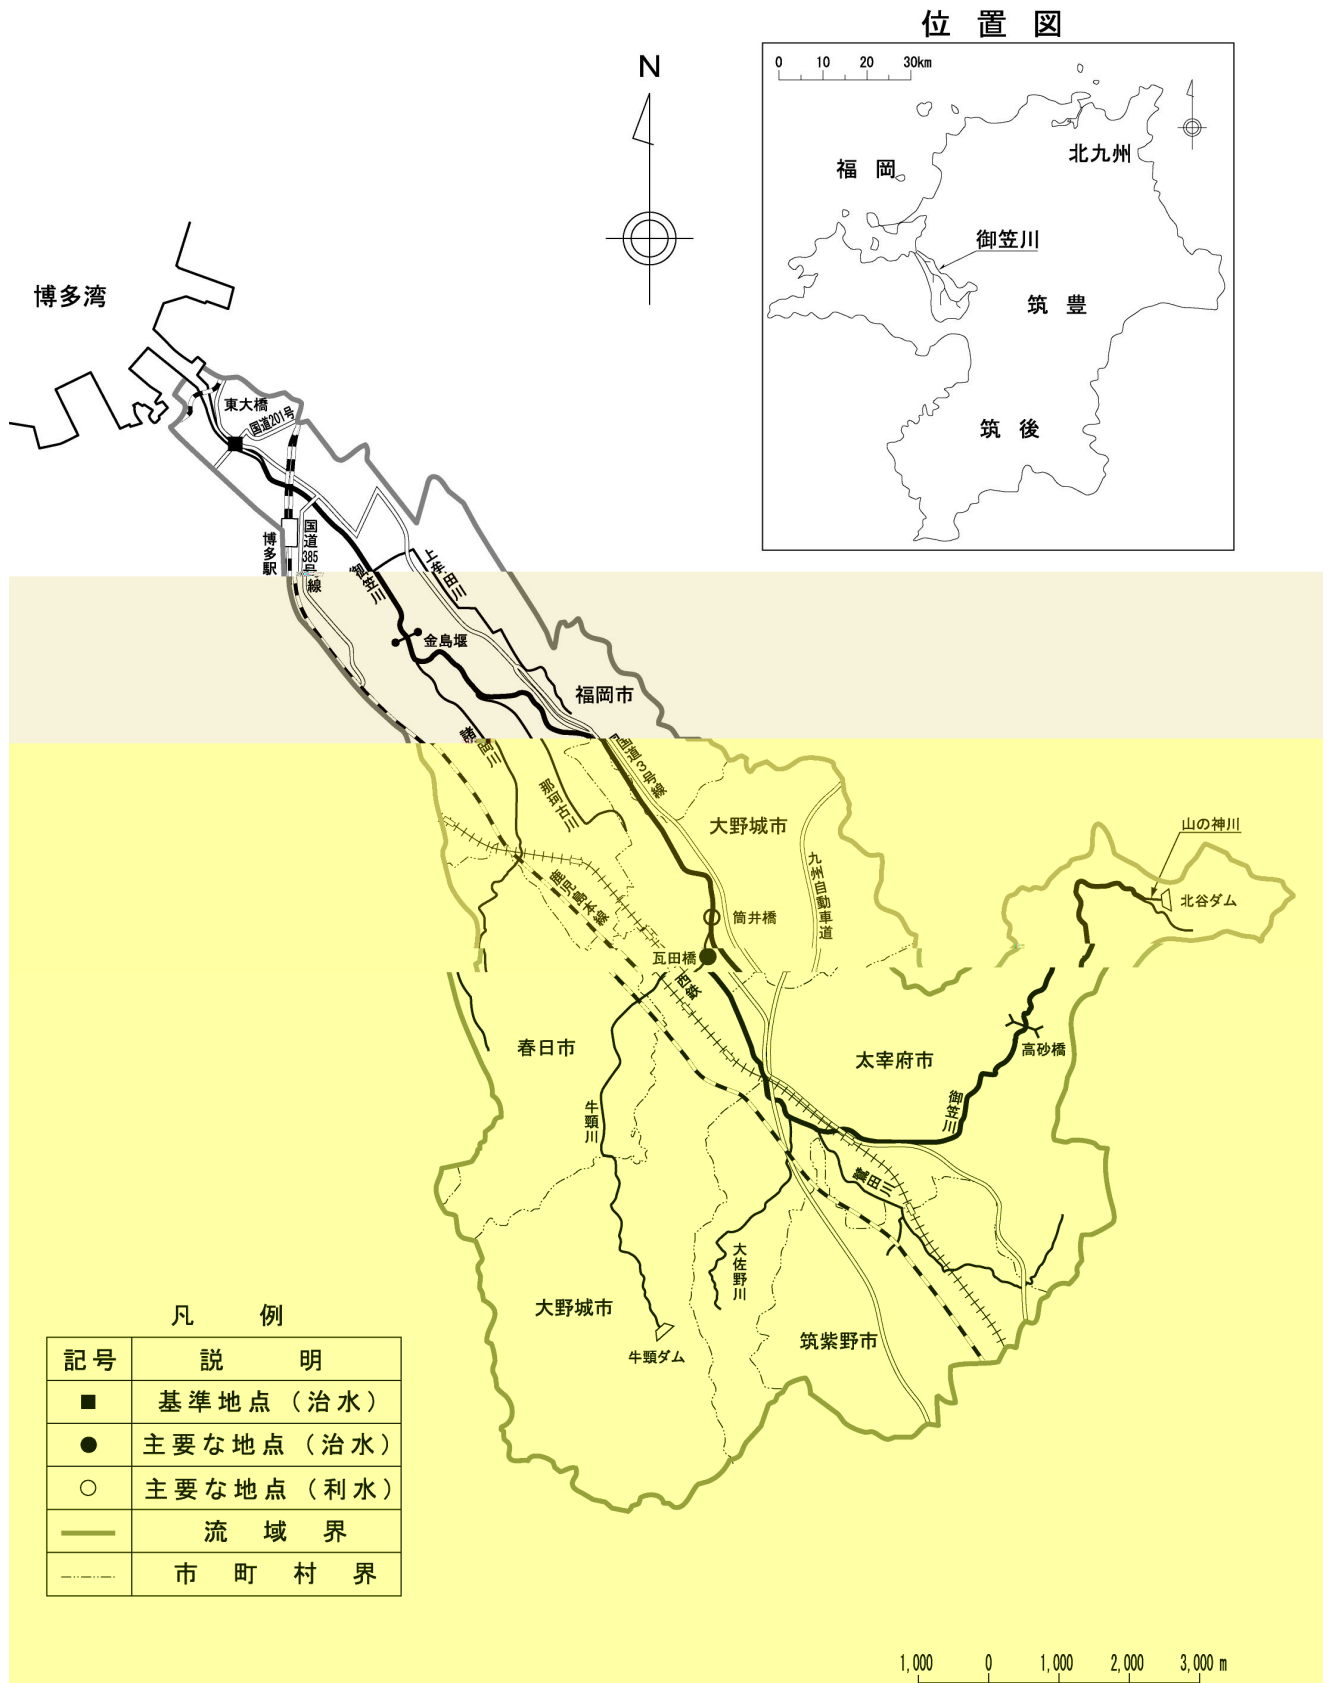 位置図
0 10 20 30km
北九州
福岡
御笠川
筑豊
筑後
N
博多湾
東大橋
国道201号
博多駅
国道385号線
御笠川
上牟田川
金島堰
福岡市
諸岡川
那珂古川
国道3号線
大野城市
九州自動車道
山の神川
北谷ダム
鹿児島本線
筒井橋
瓦田橋
西鉄
春日市
太宰府市
高砂橋
御笠川
牛頸川
鷺田川
大佐野川
大野城市
筑紫野市
牛頸ダム
凡例
記号 説明
基準地点（治水）
主要な地点（治水）
主要な地点（利水）
流域界
市町村界
1,000 0 1,000 2,000 3,000 m